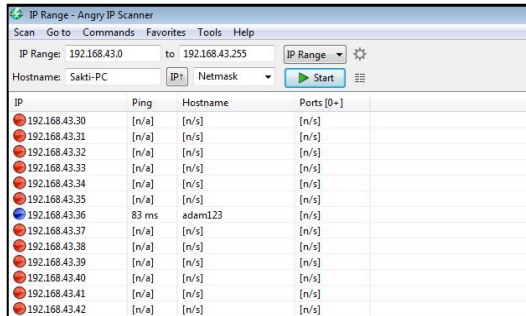 IP Range - Angry IP Scanner
Scan Go to Commands Favorites Tools Help
IP Range: 192.168.43.0 to 192.168.43.255 IP Range
Hostname: Sakti-PC IP↑ Netmask Start
IP Ping Hostname Ports [0+]
192.168.43.30 [n/a] [n/s] [n/s]
192.168.43.31 [n/a] [n/s] [n/s]
192.168.43.32 [n/a] [n/s] [n/s]
192.168.43.33 [n/a] [n/s] [n/s]
192.168.43.34 [n/a] [n/s] [n/s]
192.168.43.35 [n/a] [n/s] [n/s]
192.168.43.36 83 ms adam123 [n/s]
192.168.43.37 [n/a] [n/s] [n/s]
192.168.43.38 [n/a] [n/s] [n/s]
192.168.43.39 [n/a] [n/s] [n/s]
192.168.43.40 [n/a] [n/s] [n/s]
192.168.43.41 [n/a] [n/s] [n/s]
192.168.43.42 [n/a] [n/s] [n/s]